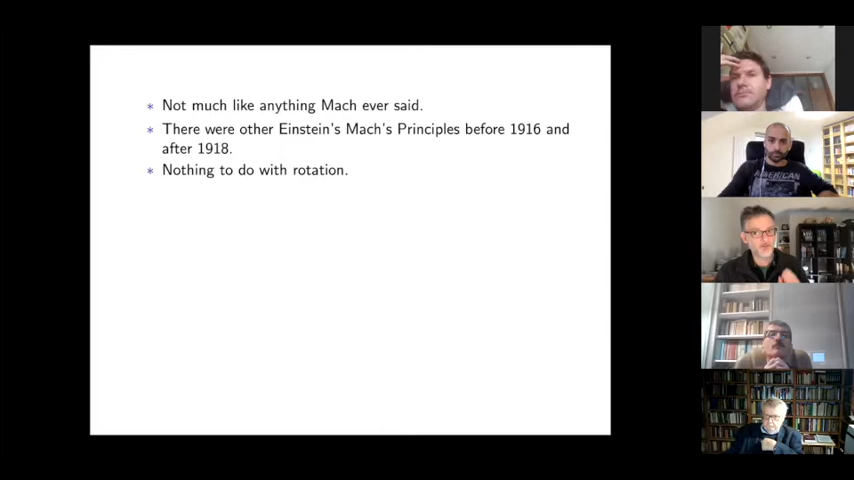 * Not much like anything Mach ever said.
* There were other Einstein's Mach's Principles before 1916 and
after 1918.
* Nothing to do with rotation.
AMERICAN